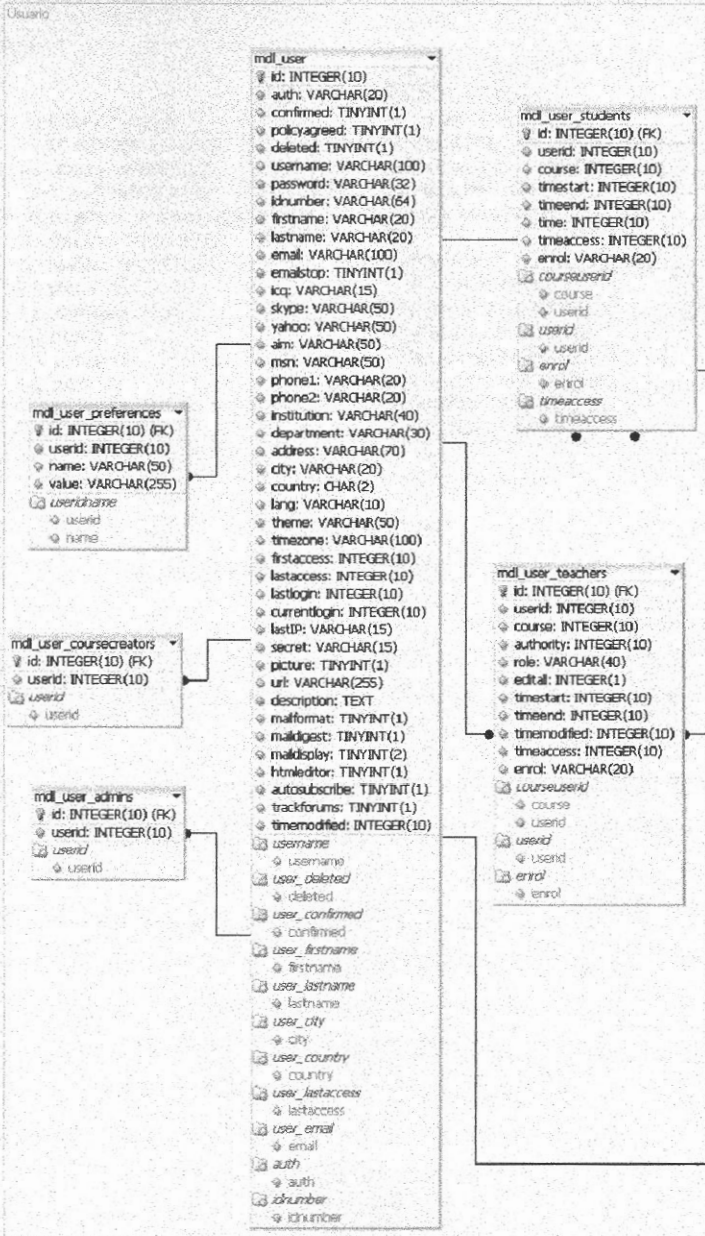 Usuario
mdl_user
id: INTEGER(10)
auth: VARCHAR(20)
confirmed: TINYINT(1)
policyagreed: TINYINT(1)
deleted: TINYINT(1)
username: VARCHAR(100)
password: VARCHAR(32)
idnumber: VARCHAR(64)
firstname: VARCHAR(20)
lastname: VARCHAR(20)
email: VARCHAR(100)
emailstop: TINYINT(1)
icq: VARCHAR(15)
skype: VARCHAR(50)
yahoo: VARCHAR(50)
aim: VARCHAR(50)
msn: VARCHAR(50)
phone1: VARCHAR(20)
phone2: VARCHAR(20)
institution: VARCHAR(40)
department: VARCHAR(30)
address: VARCHAR(70)
city: VARCHAR(20)
country: CHAR(2)
lang: VARCHAR(10)
theme: VARCHAR(50)
timezone: VARCHAR(100)
firstaccess: INTEGER(10)
lastaccess: INTEGER(10)
lastlogin: INTEGER(10)
currentlogin: INTEGER(10)
lastIP: VARCHAR(15)
secret: VARCHAR(15)
picture: TINYINT(1)
url: VARCHAR(255)
description: TEXT
mailformat: TINYINT(1)
maildigest: TINYINT(1)
maildisplay: TINYINT(2)
htmleditor: TINYINT(1)
autosubscribe: TINYINT(1)
trackforums: TINYINT(1)
timemodified: INTEGER(10)
username
username
user_deleted
deleted
user_confirmed
confirmed
user_firstname
firstname
user_lastname
lastname
user_city
city
user_country
country
user_lastaccess
lastaccess
user_email
email
auth
auth
idnumber
idnumber
mdl_user_students
id: INTEGER(10) (FK)
userid: INTEGER(10)
course: INTEGER(10)
timestart: INTEGER(10)
timeend: INTEGER(10)
time: INTEGER(10)
timeaccess: INTEGER(10)
enrol: VARCHAR(20)
courseuserid
course
userid
userid
userid
enrol
enrol
timeaccess
timeaccess
mdl_user_preferences
id: INTEGER(10) (FK)
userid: INTEGER(10)
name: VARCHAR(50)
value: VARCHAR(255)
useridname
userid
name
mdl_user_teachers
id: INTEGER(10) (FK)
userid: INTEGER(10)
course: INTEGER(10)
authority: INTEGER(10)
role: VARCHAR(40)
editall: INTEGER(1)
timestart: INTEGER(10)
timeend: INTEGER(10)
timemodified: INTEGER(10)
timeaccess: INTEGER(10)
enrol: VARCHAR(20)
courseuserid
course
userid
userid
userid
enrol
enrol
mdl_user_coursecreators
id: INTEGER(10) (FK)
userid: INTEGER(10)
userid
userid
mdl_user_admins
id: INTEGER(10) (FK)
userid: INTEGER(10)
userid
userid